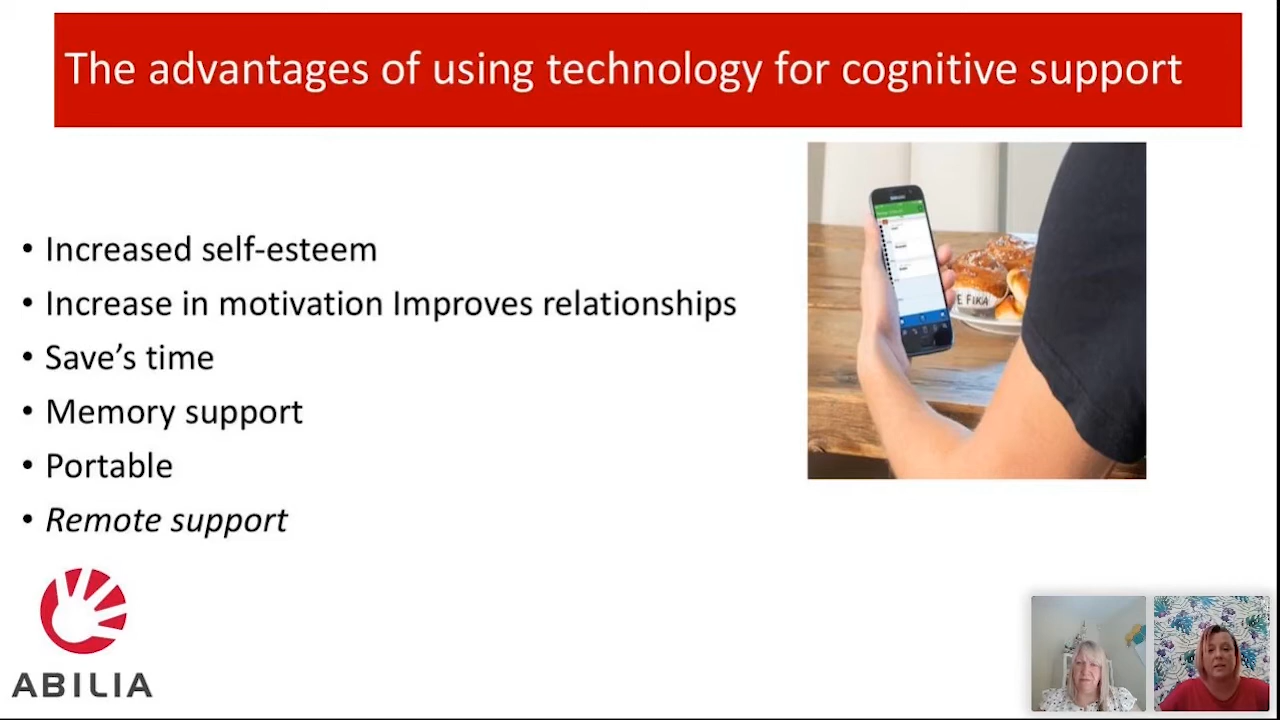 The advantages of using technology for cognitive support
• Increased self-esteem
• Increase in motivation Improves relationships
• Save’s time
• Memory support
• Portable
• Remote support
E FIKA
ABILIA